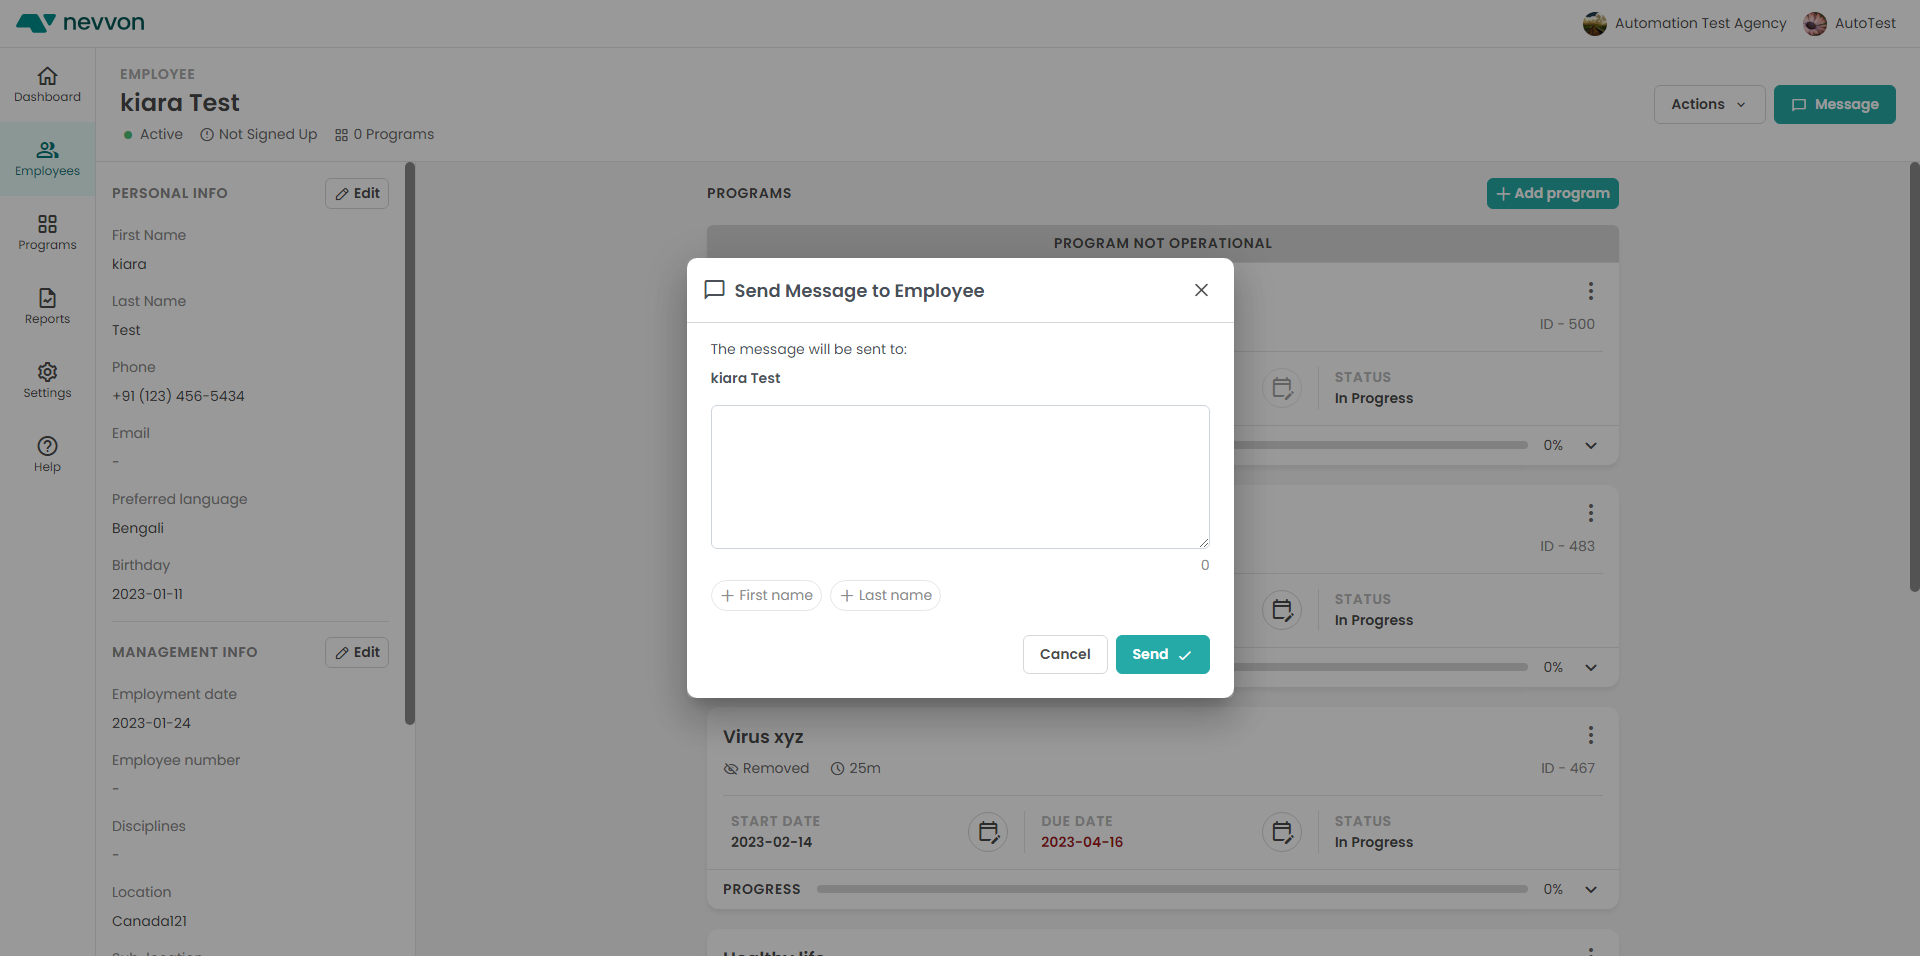 nevvon
Automation Test Agency
AutoTest
Dashboard
Employees
Programs
Reports
Settings
Help
EMPLOYEE
kiara Test
Active
Not Signed Up
0 Programs
Actions
Message
PERSONAL INFO
Edit
First Name
kiara
Last Name
Test
Phone
+91 (123) 456-5434
Email
-
Preferred language
Bengali
Birthday
2023-01-11
MANAGEMENT INFO
Edit
Employment date
2023-01-24
Employee number
-
Disciplines
-
Location
Canada121
PROGRAMS
+ Add program
PROGRAM NOT OPERATIONAL
ID - 500
STATUS
In Progress
0%
ID - 483
STATUS
In Progress
0%
Send Message to Employee
The message will be sent to:
kiara Test
0
+ First name
+ Last name
Cancel
Send
Virus xyz
Removed
25m
ID - 467
START DATE
2023-02-14
DUE DATE
2023-04-16
STATUS
In Progress
PROGRESS
0%
Healthy life